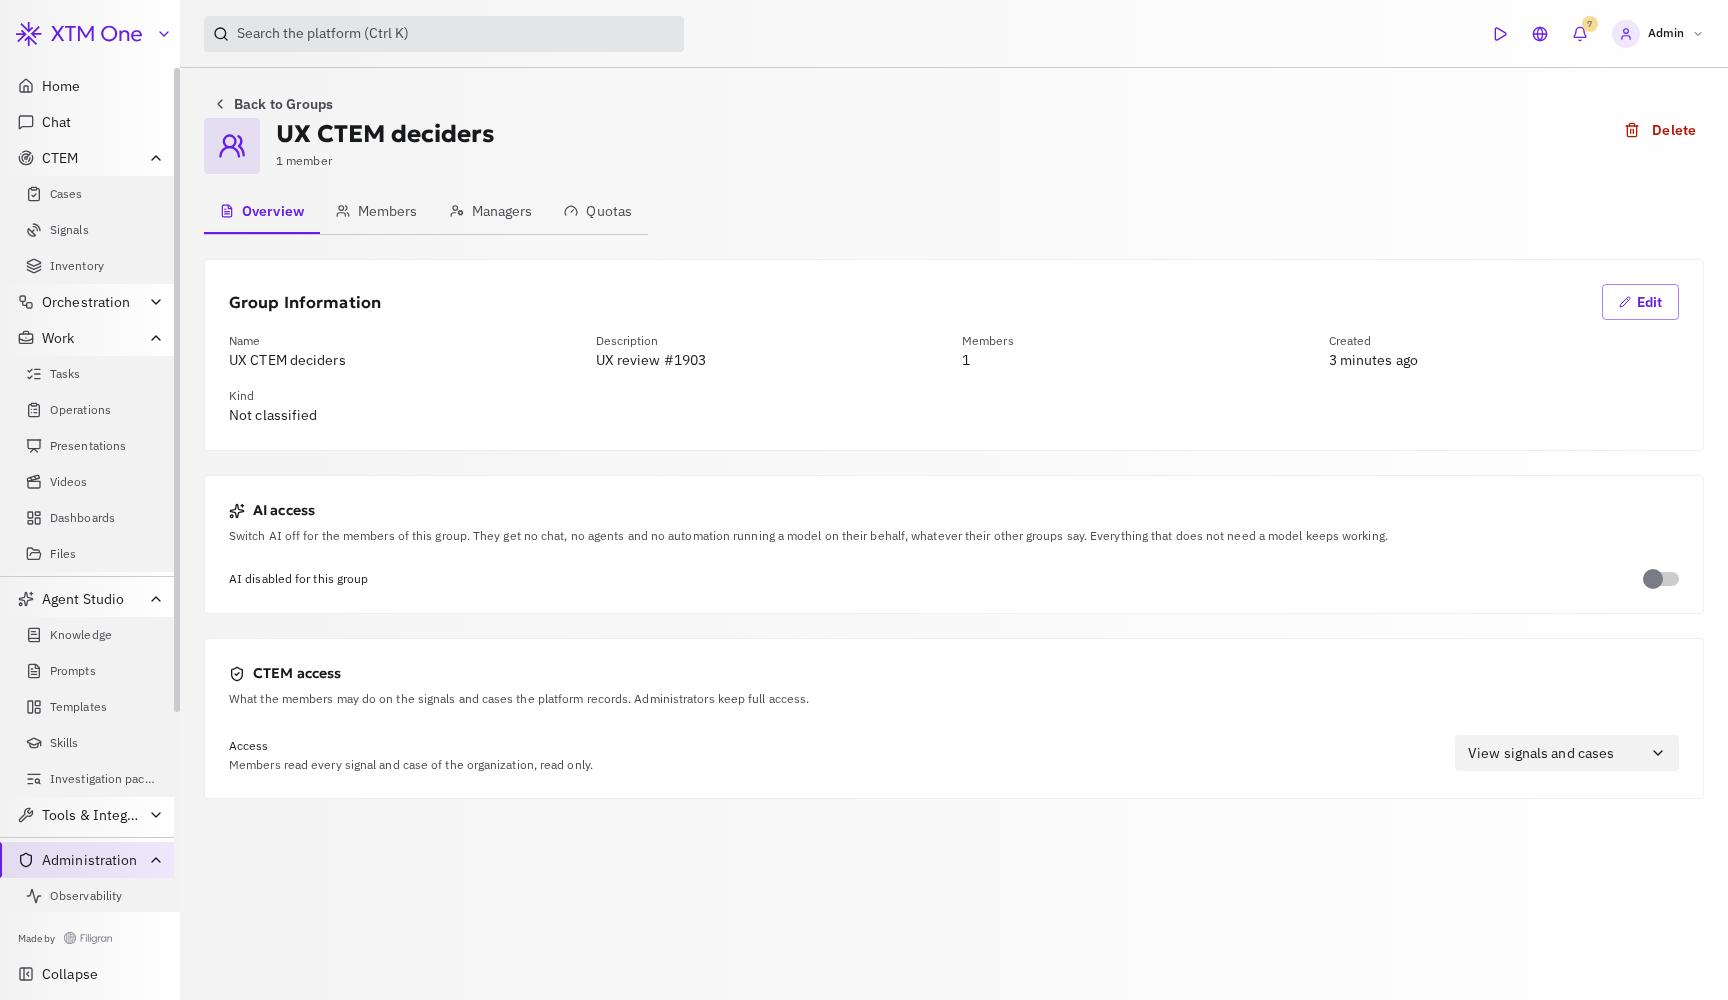 XTM One
Search the platform (Ctrl K)
7
Admin
Home
Chat
CTEM
Cases
Signals
Inventory
Orchestration
Work
Tasks
Operations
Presentations
Videos
Dashboards
Files
Agent Studio
Knowledge
Prompts
Templates
Skills
Investigation pac...
Tools & Integ...
Administration
Observability
Made by Filigran
Collapse
Back to Groups
UX CTEM deciders
1 member
Delete
Overview
Members
Managers
Quotas
Group Information
Edit
Name
UX CTEM deciders
Description
UX review #1903
Members
1
Created
3 minutes ago
Kind
Not classified
AI access
Switch AI off for the members of this group. They get no chat, no agents and no automation running a model on their behalf, whatever their other groups say. Everything that does not need a model keeps working.
AI disabled for this group
CTEM access
What the members may do on the signals and cases the platform records. Administrators keep full access.
Access
Members read every signal and case of the organization, read only.
View signals and cases